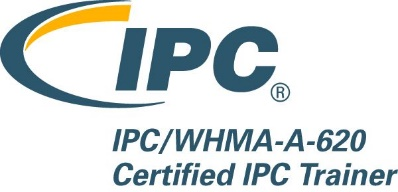 IPC®
IPC/WHMA-A-620
Certified IPC Trainer